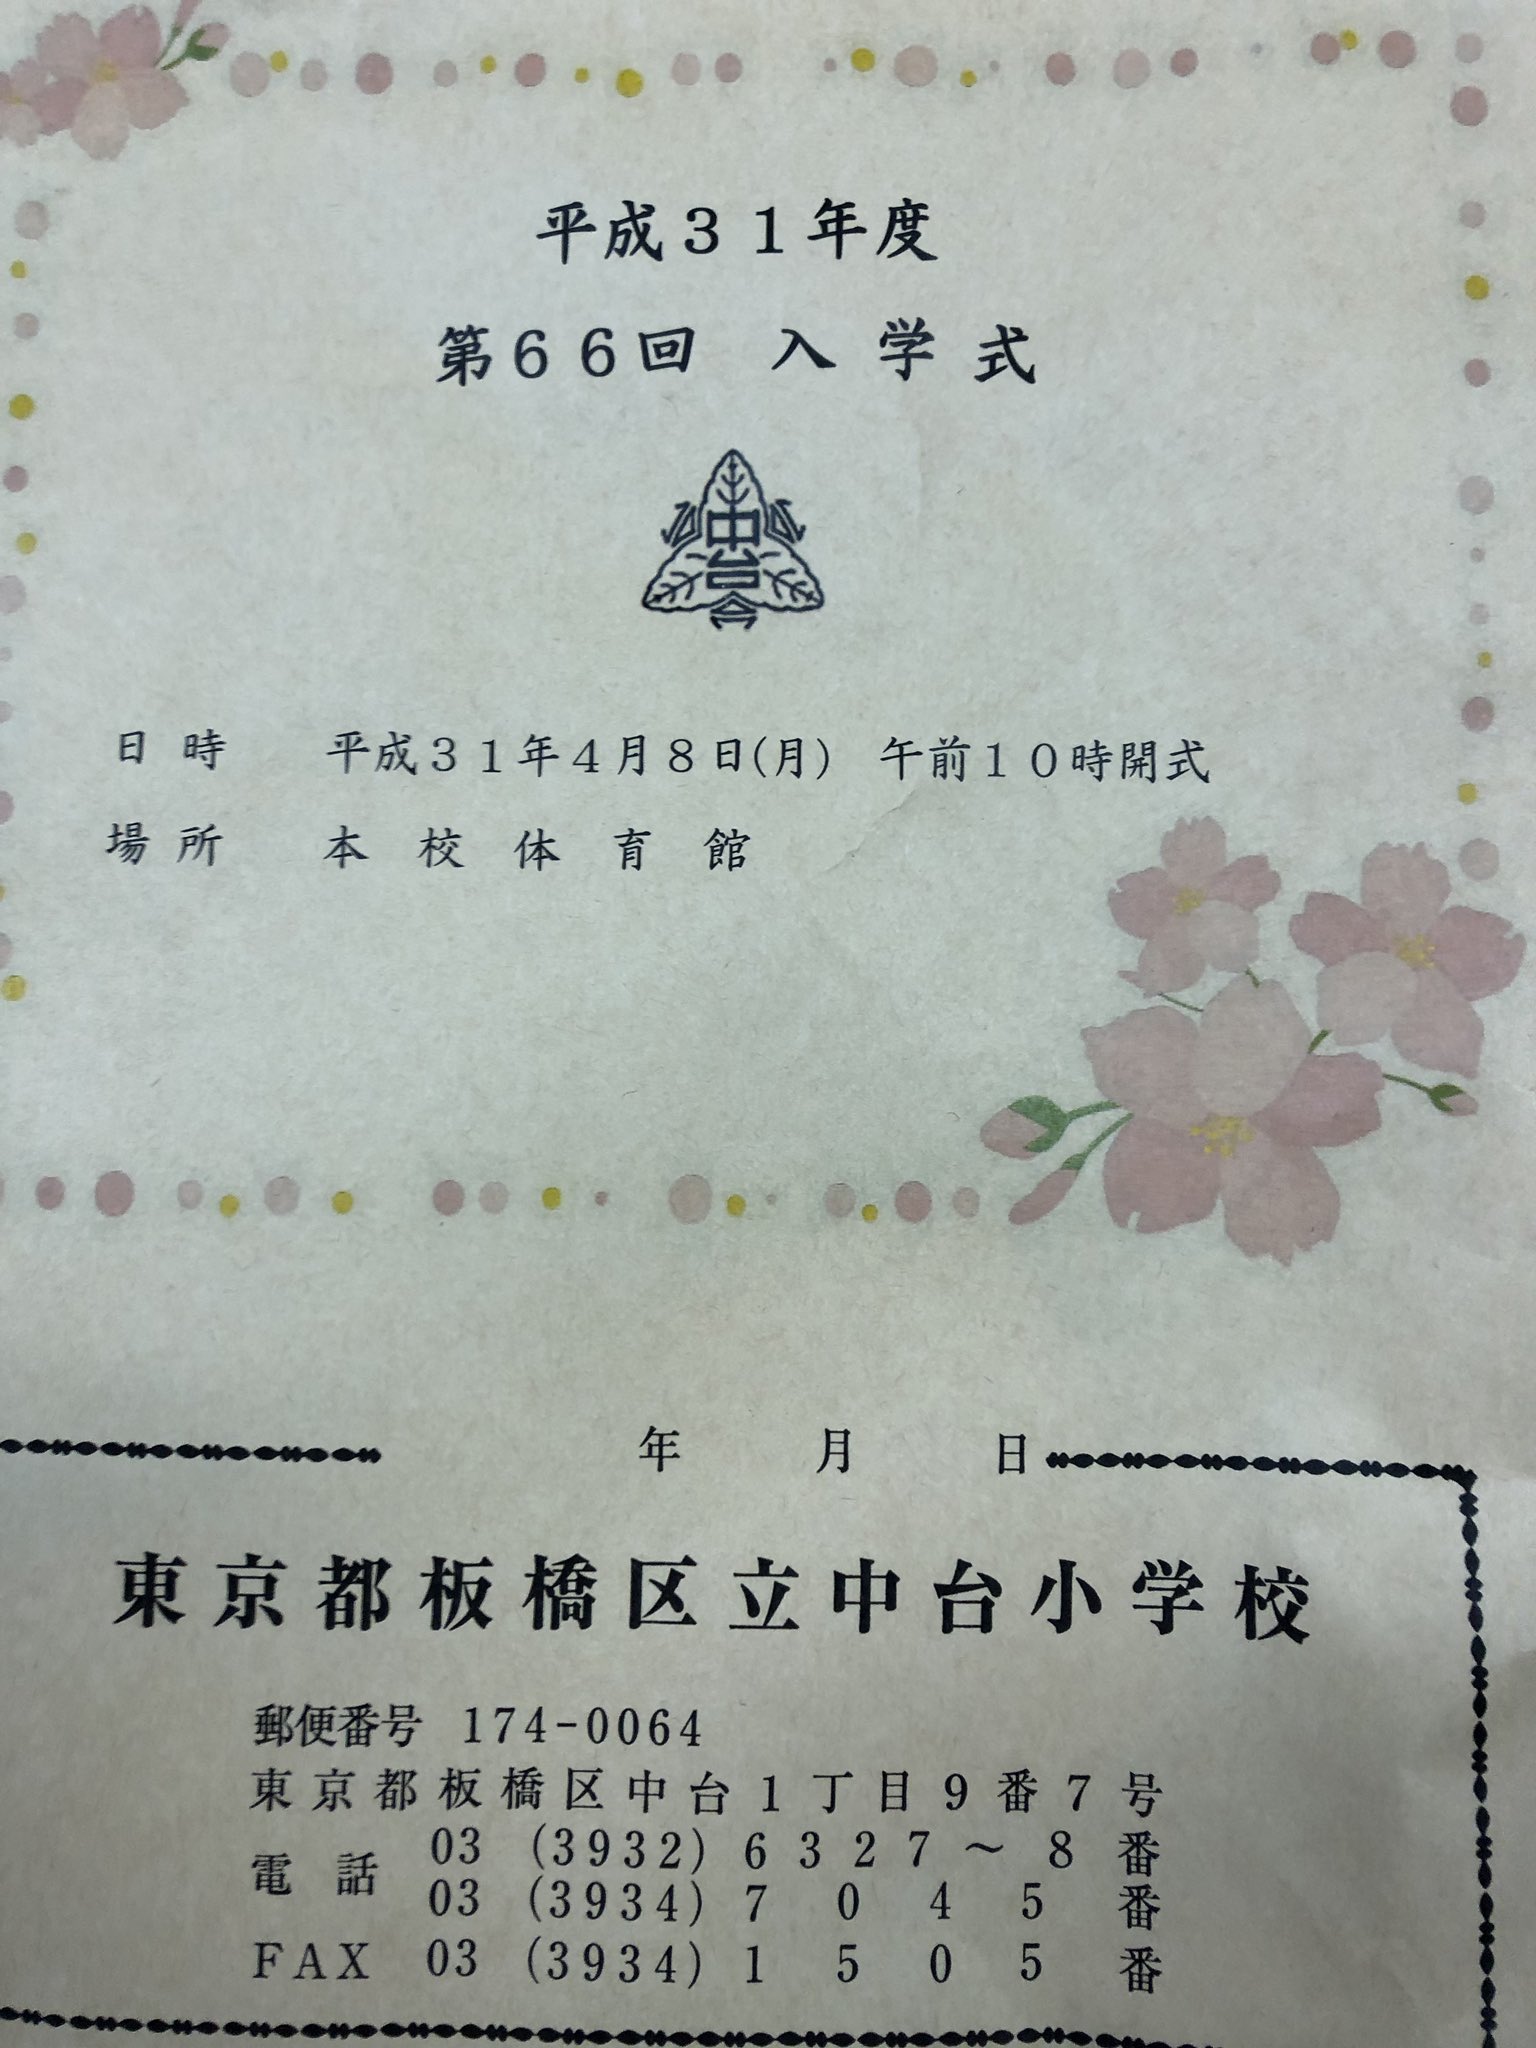 平成３１年度
第６６回　入学式
中台
日時　平成３１年４月８日(月)　午前１０時開式
場所　本校体育館
年　月　日
東京都板橋区立中台小学校
郵便番号 174-0064
東京都板橋区中台1丁目9番7号
電話 03 (3932) 6327～8番
03 (3934) 7045番
FAX 03 (3934) 1505番